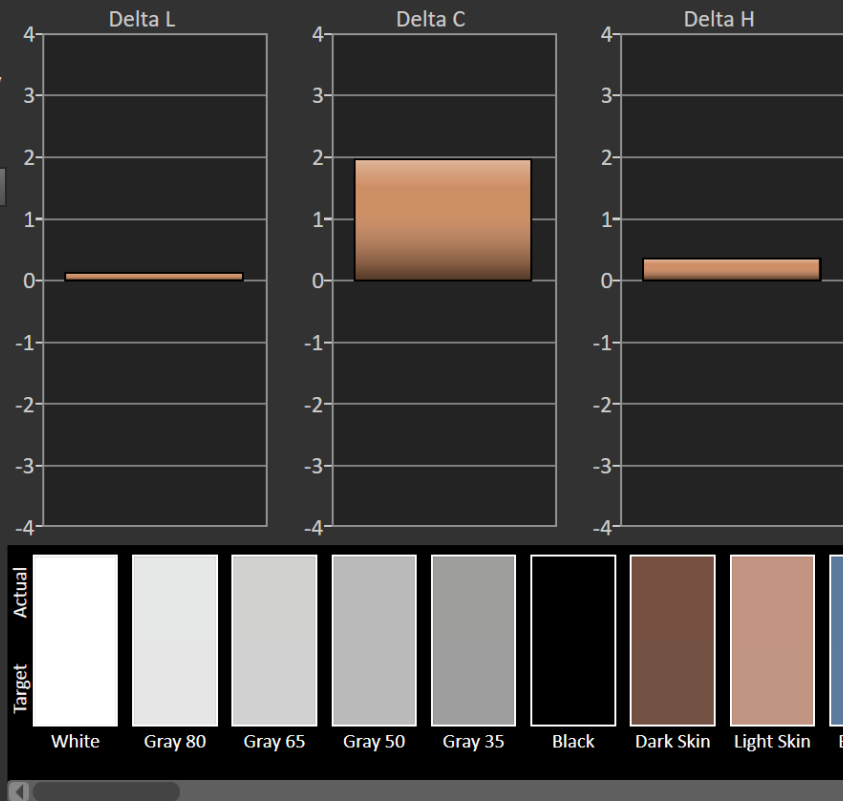 Delta L
Delta C
Delta H
4
3
2
1
0
-1
-2
-3
-4
4
3
2
1
0
-1
-2
-3
-4
4
3
2
1
0
-1
-2
-3
-4
Actual
Target
White
Gray 80
Gray 65
Gray 50
Gray 35
Black
Dark Skin
Light Skin